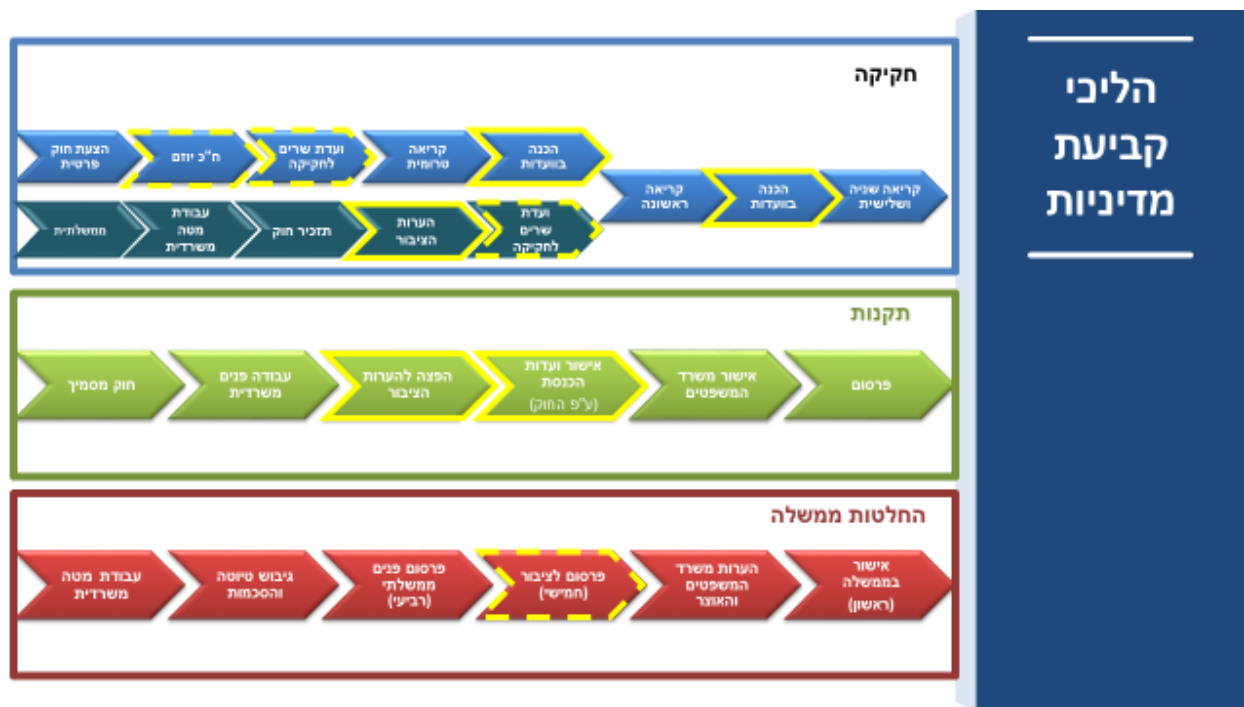 הליכי
קביעת
מדיניות
חקיקה
הצעת חוק
פרטית
ח"כ יוזם
ועדת שרים
לחקיקה
קריאה
טרומית
הכנה
בוועדות
ממשלתית
עבודת
מטה
משרדית
תזכיר חוק
הערות
הציבור
ועדת
שרים
לחקיקה
קריאה
ראשונה
הכנה
בוועדות
קריאה שניה
ושלישית
תקנות
חוק מסמיך
עבודה פנים
משרדית
הפצה להערות
הציבור
אישור ועדות
הכנסת
(ע"פ החוק)
אישור משרד
המשפטים
פרסום
החלטות ממשלה
עבודת מטה
משרדית
גיבוש טיוטה
והסכמות
פרסום פנים
ממשלתי
(רביעי)
פרסום לציבור
(חמישי)
הערות משרד
המשפטים
והאוצר
אישור
בממשלה
(ראשון)